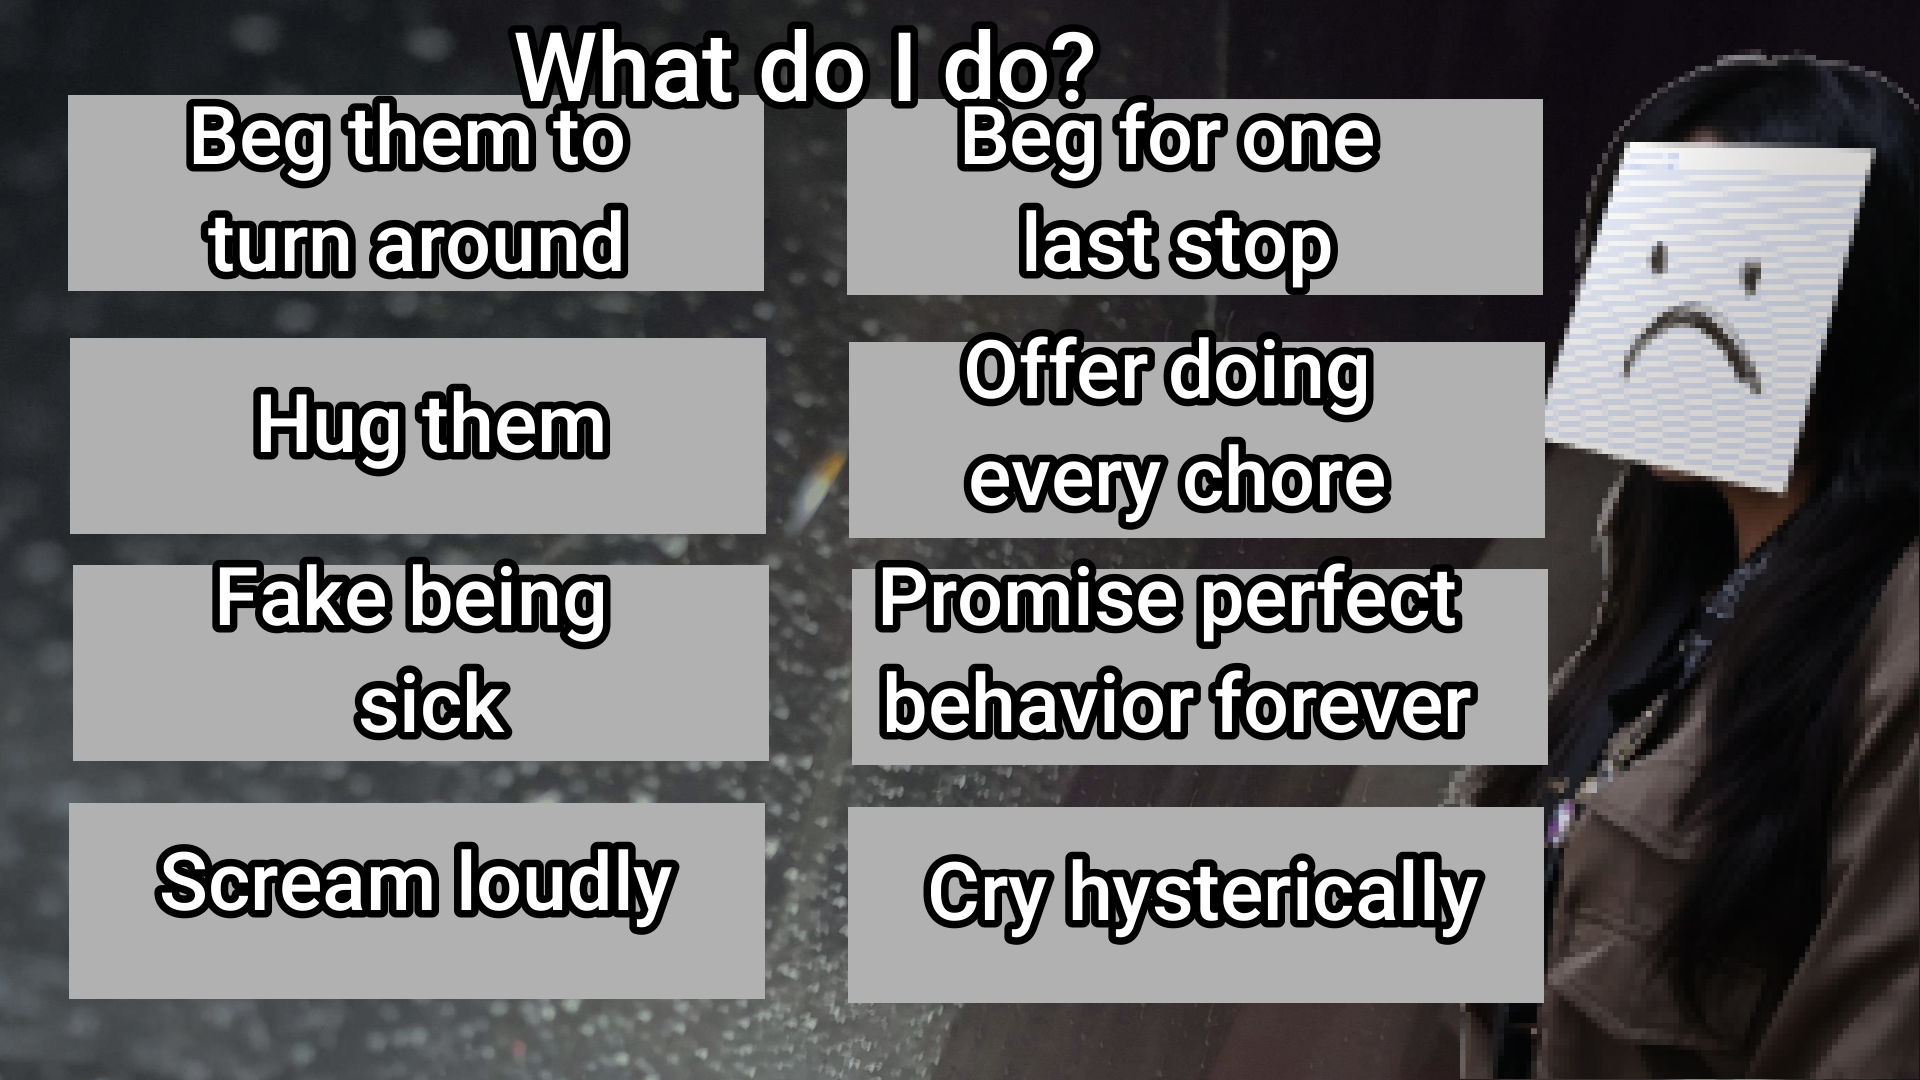 What do I do?
Beg them to
turn around
Beg for one
last stop
Hug them
Offer doing
every chore
Fake being
sick
Promise perfect
behavior forever
Scream loudly
Cry hysterically